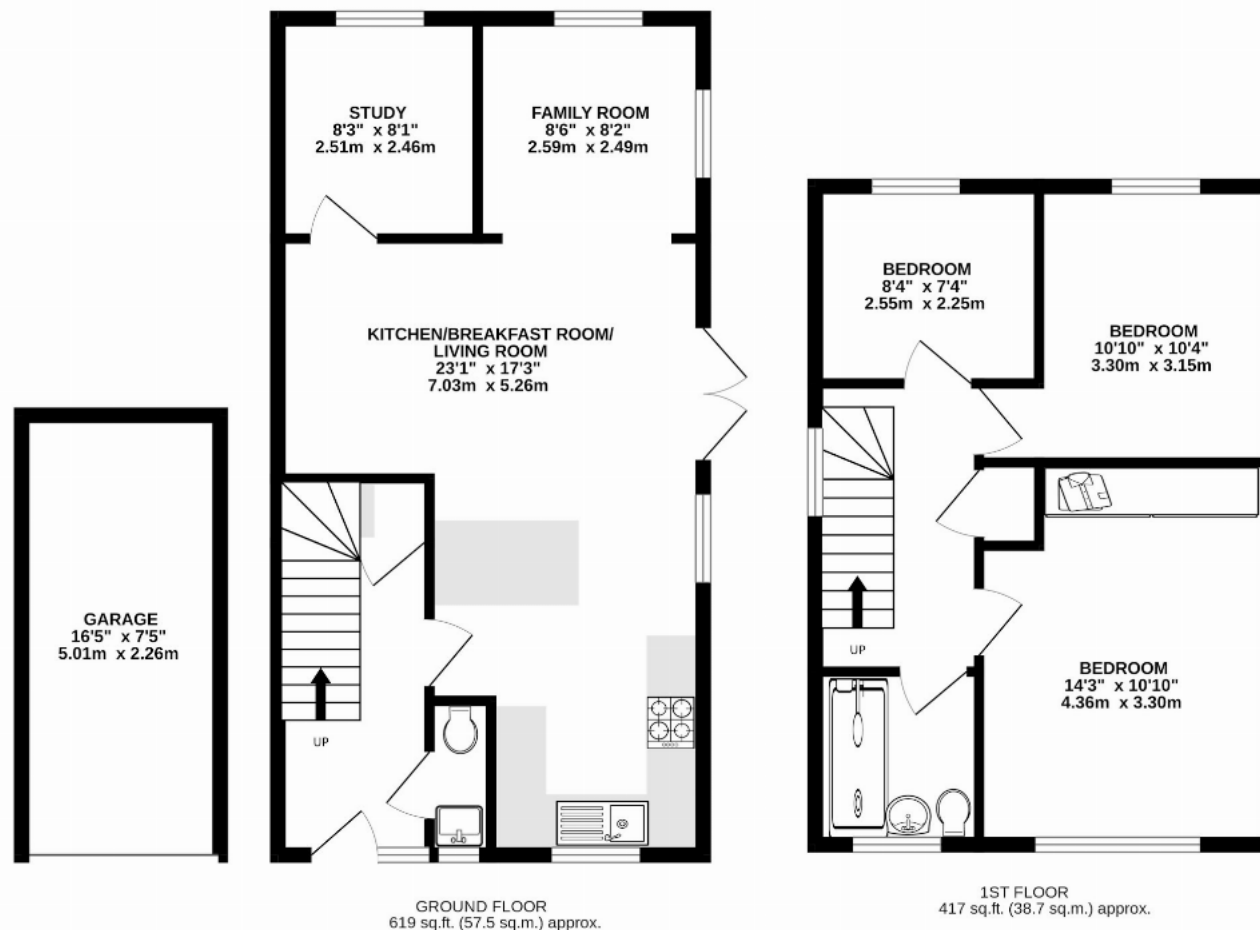 STUDY
8'3" x 8'1"
2.51m x 2.46m
FAMILY ROOM
8'6" x 8'2"
2.59m x 2.49m
KITCHEN/BREAKFAST ROOM/
LIVING ROOM
23'1" x 17'3"
7.03m x 5.26m
UP
GARAGE
16'5" x 7'5"
5.01m x 2.26m
GROUND FLOOR
619 sq.ft. (57.5 sq.m.) approx.
BEDROOM
8'4" x 7'4"
2.55m x 2.25m
BEDROOM
10'10" x 10'4"
3.30m x 3.15m
UP
BEDROOM
14'3" x 10'10"
4.36m x 3.30m
1ST FLOOR
417 sq.ft. (38.7 sq.m.) approx.